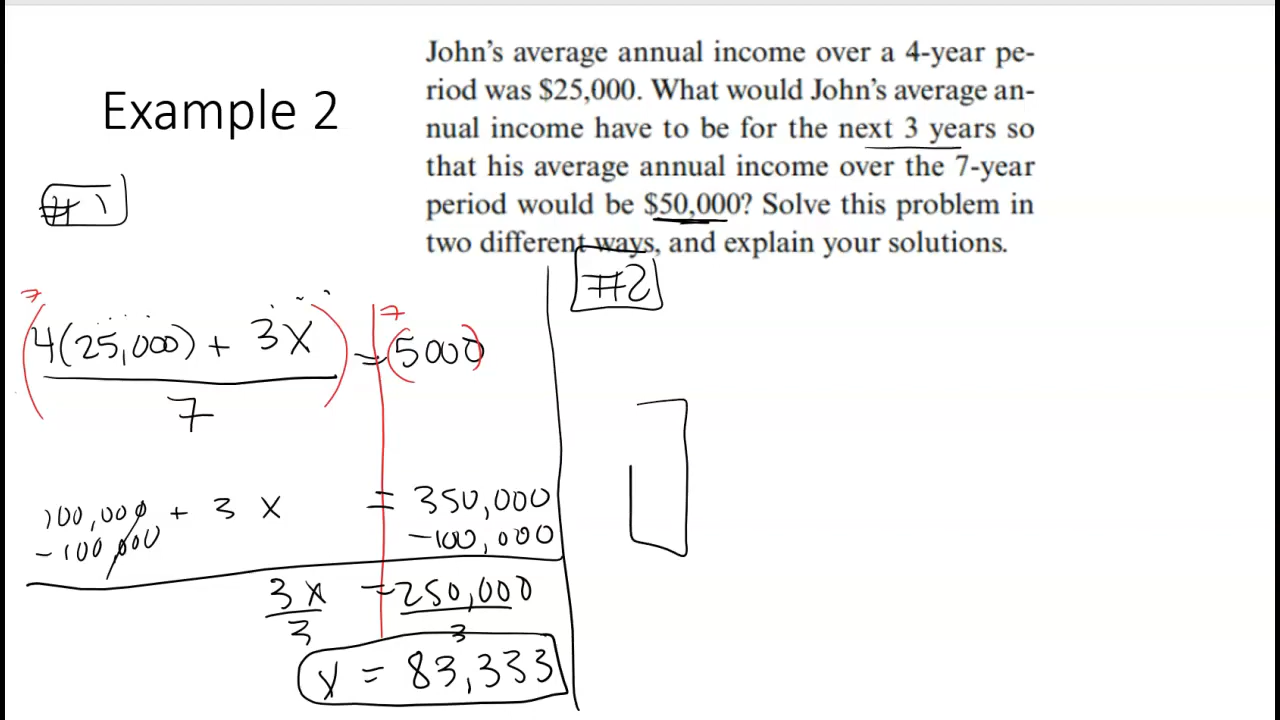 John's average annual income over a 4-year pe-
riod was $25,000. What would John's average an-
nual income have to be for the next 3 years so
that his average annual income over the 7-year
period would be $50,000? Solve this problem in
two different ways, and explain your solutions.
Example 2
#1
#2
7 7
(4(25,000) + 3X) = (5000)
7
100,000 + 3 X = 350,000
-100,000 -100,000
3X = 250,000
3 3
X = 83,333